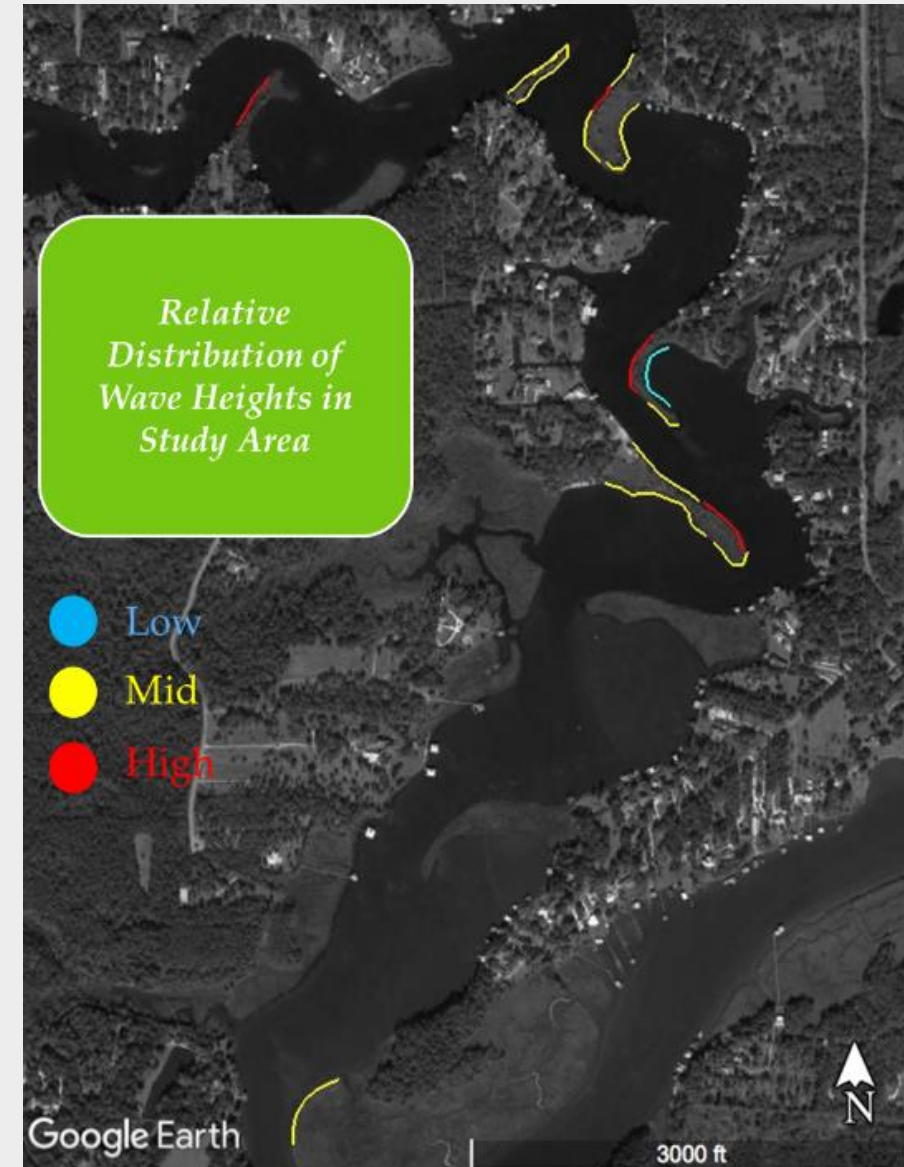 Relative
Distribution of
Wave Heights in
Study Area
Low
Mid
High
Google Earth
3000 ft
N